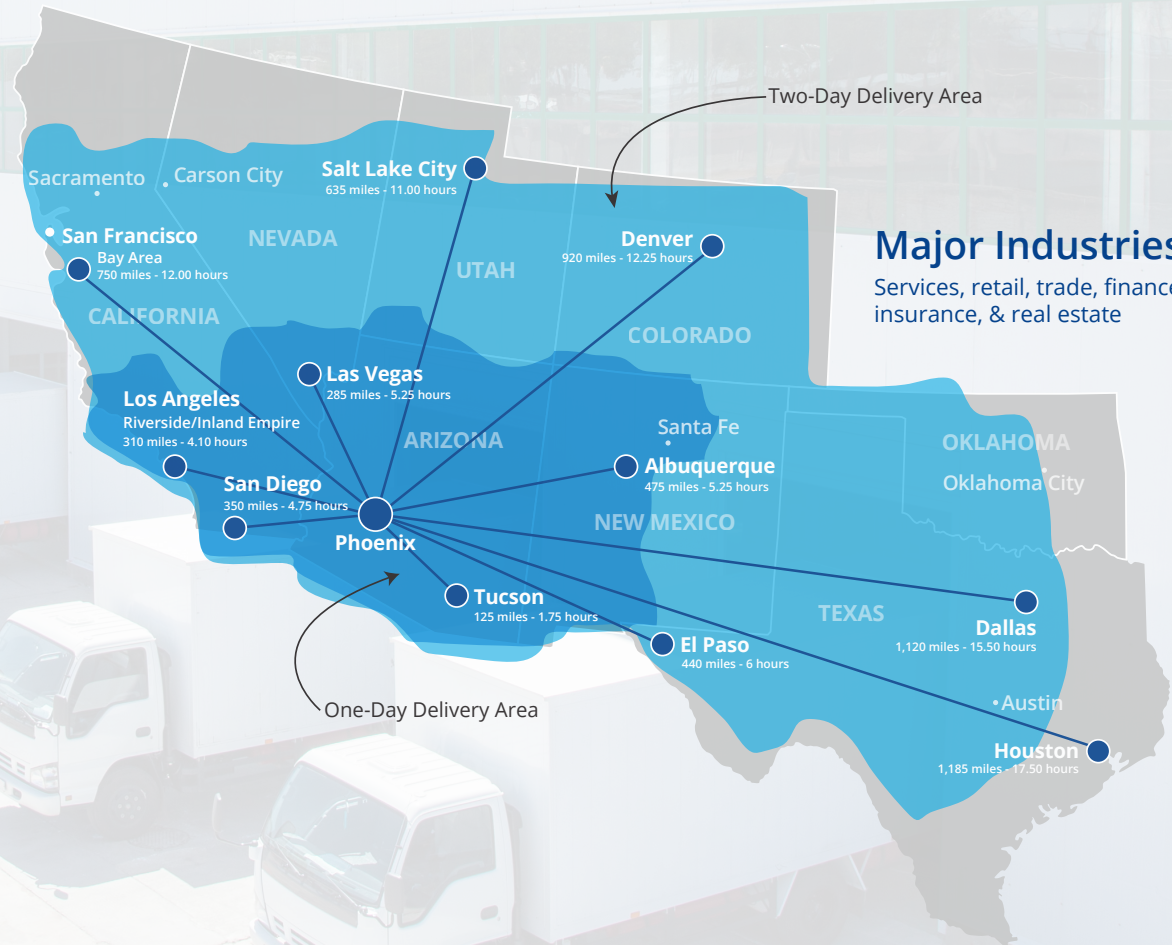 Two-Day Delivery Area
Salt Lake City
635 miles - 11.00 hours
Sacramento
Carson City
San Francisco
Bay Area
750 miles - 12.00 hours
NEVADA
Denver
920 miles - 12.25 hours
UTAH
Major Industries
Services, retail, trade, finance
insurance, & real estate
CALIFORNIA
COLORADO
Las Vegas
285 miles - 5.25 hours
Los Angeles
Riverside/Inland Empire
310 miles - 4.10 hours
ARIZONA
Santa Fe
OKLAHOMA
Albuquerque
475 miles - 5.25 hours
Oklahoma City
San Diego
350 miles - 4.75 hours
NEW MEXICO
Phoenix
Tucson
125 miles - 1.75 hours
TEXAS
Dallas
1,120 miles - 15.50 hours
El Paso
440 miles - 6 hours
One-Day Delivery Area
Austin
Houston
1,185 miles - 17.50 hours